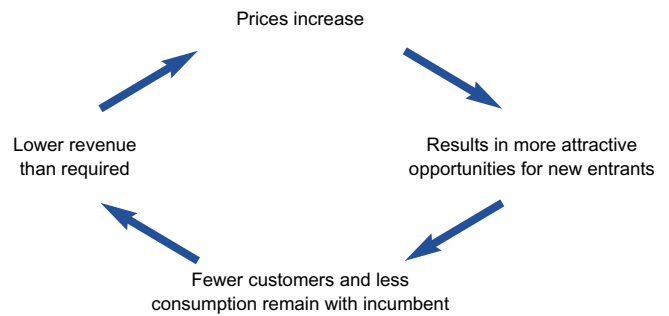 Prices increase
Results in more attractive
opportunities for new entrants
Fewer customers and less
consumption remain with incumbent
Lower revenue
than required